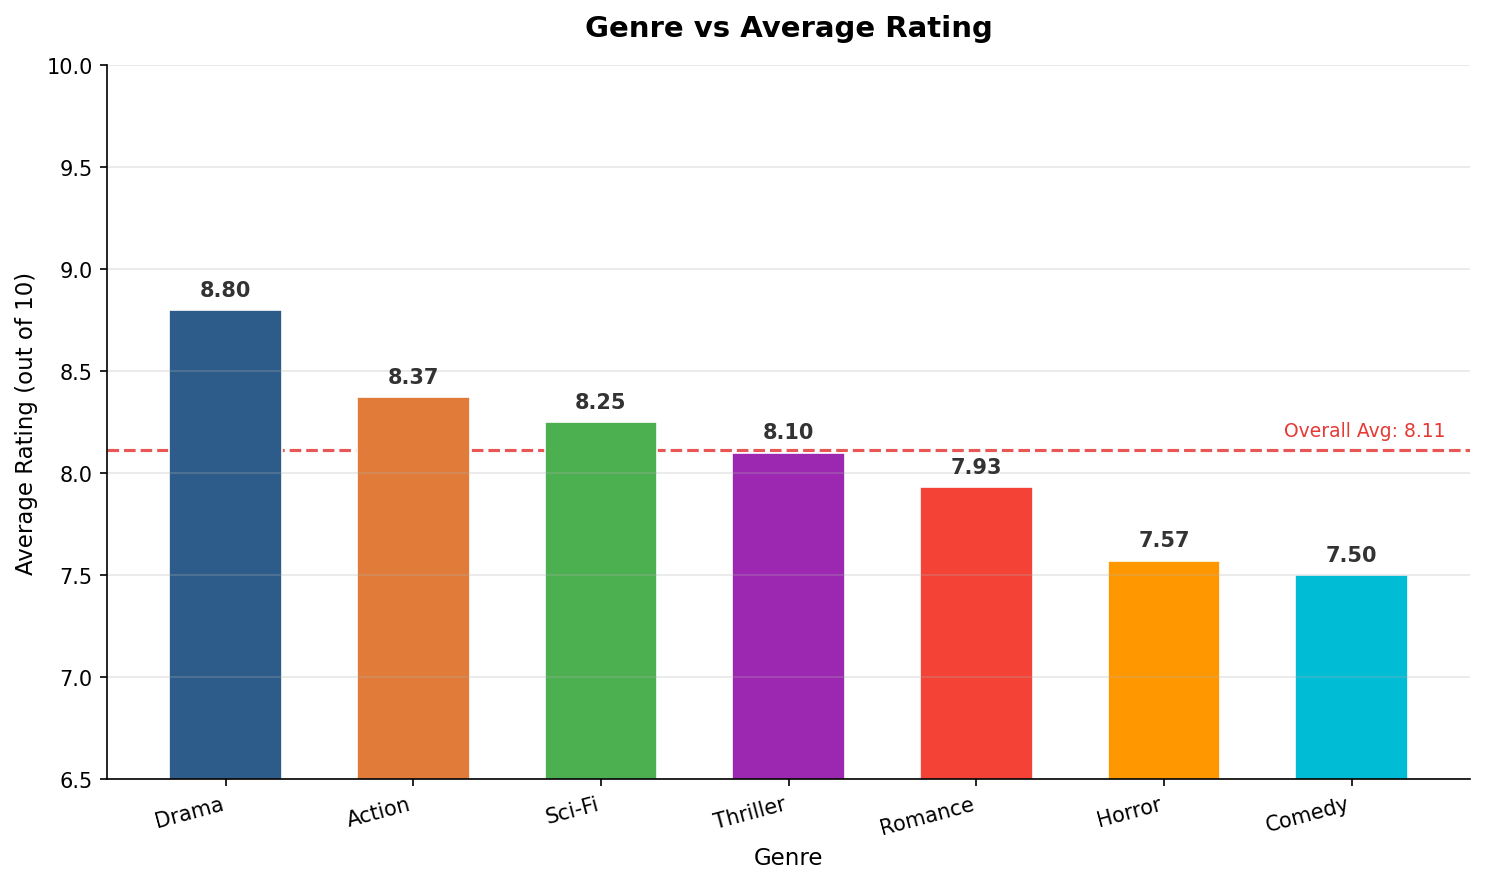 Genre vs Average Rating
Average Rating (out of 10)
10.0
9.5
9.0
8.5
8.0
7.5
7.0
6.5
8.80
8.37
8.25
8.10
7.93
7.57
7.50
Overall Avg: 8.11
Drama
Action
Sci-Fi
Thriller
Romance
Horror
Comedy
Genre